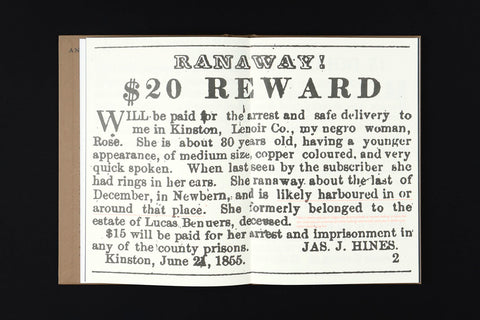 AN
RANAWAY!
$20 REWARD
WILL be paid for the arrest and safe delivery to
me in Kinston, Lenoir Co., my negro woman,
Rose. She is about 30 years old, having a younger
appearance, of medium size, copper coloured, and very
quick spoken. When last seen by the subscriber she
had rings in her ears. She ranaway about the last of
December, in Newbern, and is likely harboured in or
around that place. She formerly belonged to the
estate of Lucas Benuers, deceased.
$15 will be paid for her arrest and imprisonment in
any of the county prisons. JAS. J. HINES.
Kinston, June 21, 1855. 2